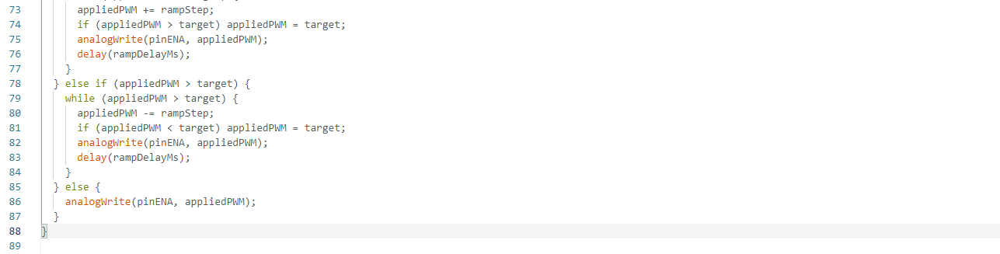 73 appliedPWM += rampStep;
74 if (appliedPWM > target) appliedPWM = target;
75 analogWrite(pinENA, appliedPWM);
76 delay(rampDelayMs);
77 }
78 } else if (appliedPWM > target) {
79 while (appliedPWM > target) {
80 appliedPWM -= rampStep;
81 if (appliedPWM < target) appliedPWM = target;
82 analogWrite(pinENA, appliedPWM);
83 delay(rampDelayMs);
84 }
85 } else {
86 analogWrite(pinENA, appliedPWM);
87 }
88 }
89